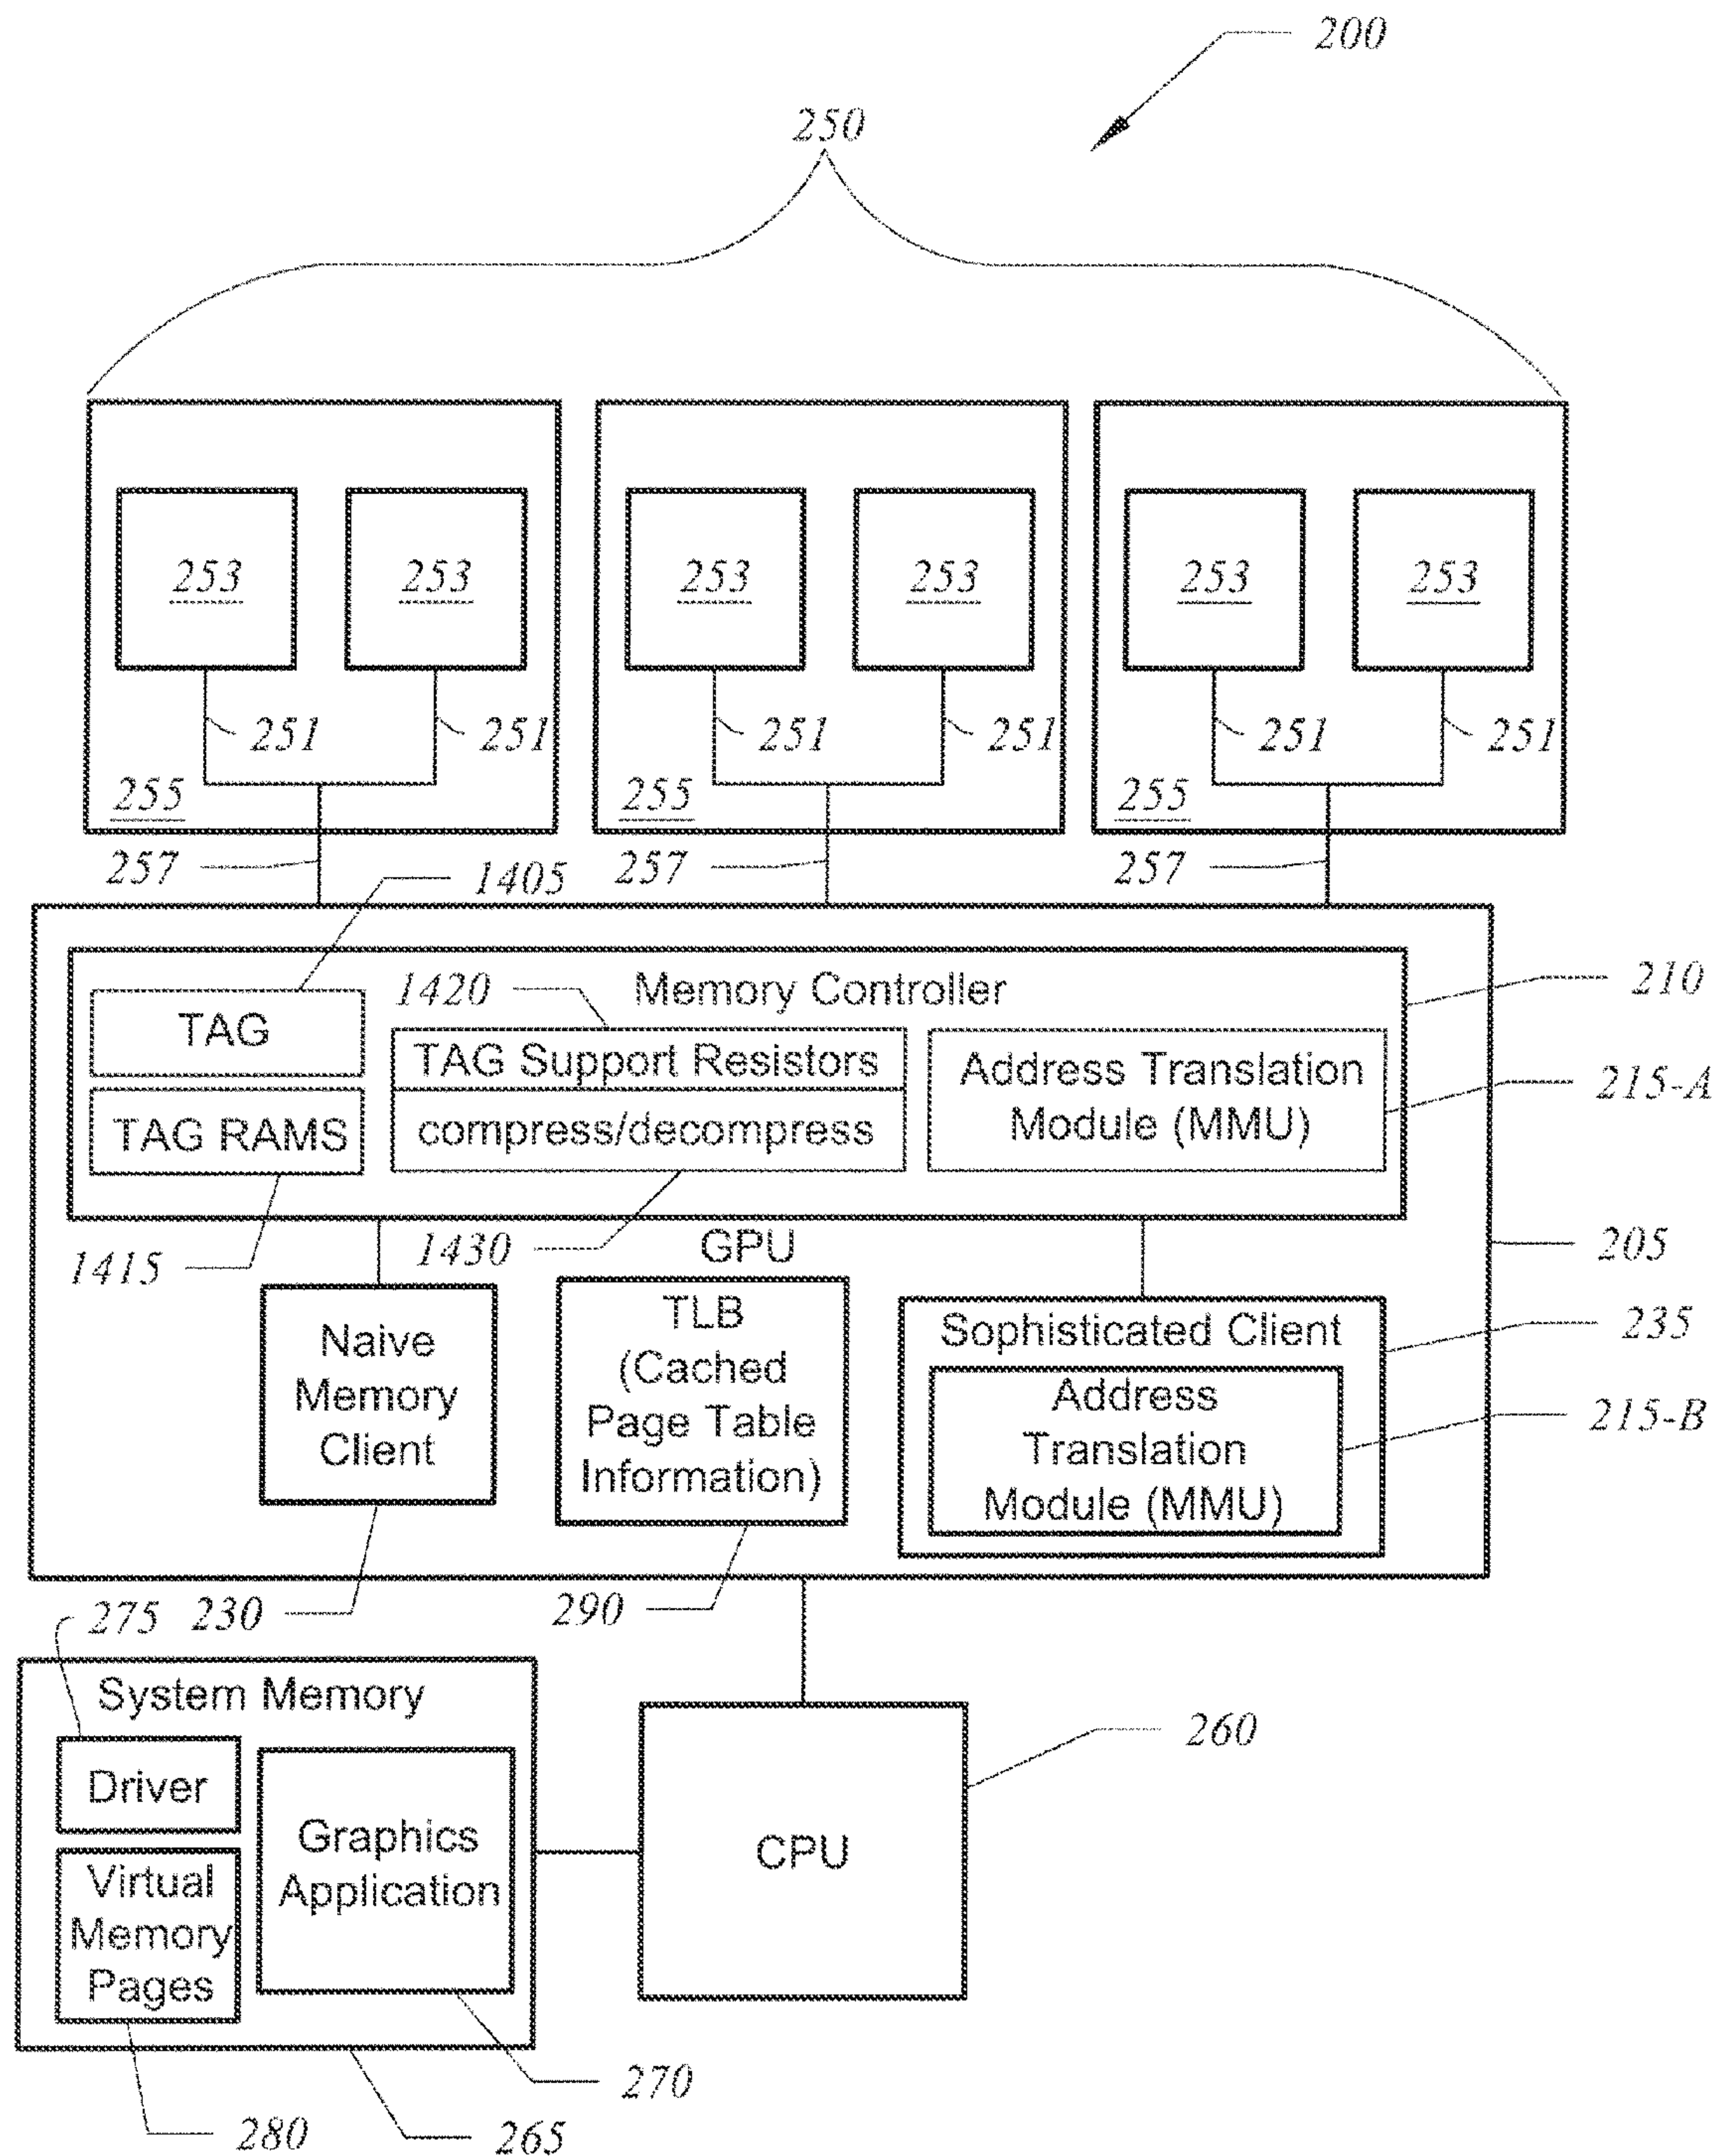 200
250
253 253 253 253 253 253
251 251 251 251 251 251
255 255 255
257 257 257
1405
1420 Memory Controller 210
TAG
TAG Support Resistors
TAG RAMS
compress/decompress
Address Translation
Module (MMU)
215-A
1415
1430
GPU
205
Naive
Memory
Client
TLB
(Cached
Page Table
Information)
Sophisticated Client
235
Address
Translation
Module (MMU)
215-B
275 230 290
System Memory
Driver
Virtual
Memory
Pages
Graphics
Application
CPU
260
270
280 265